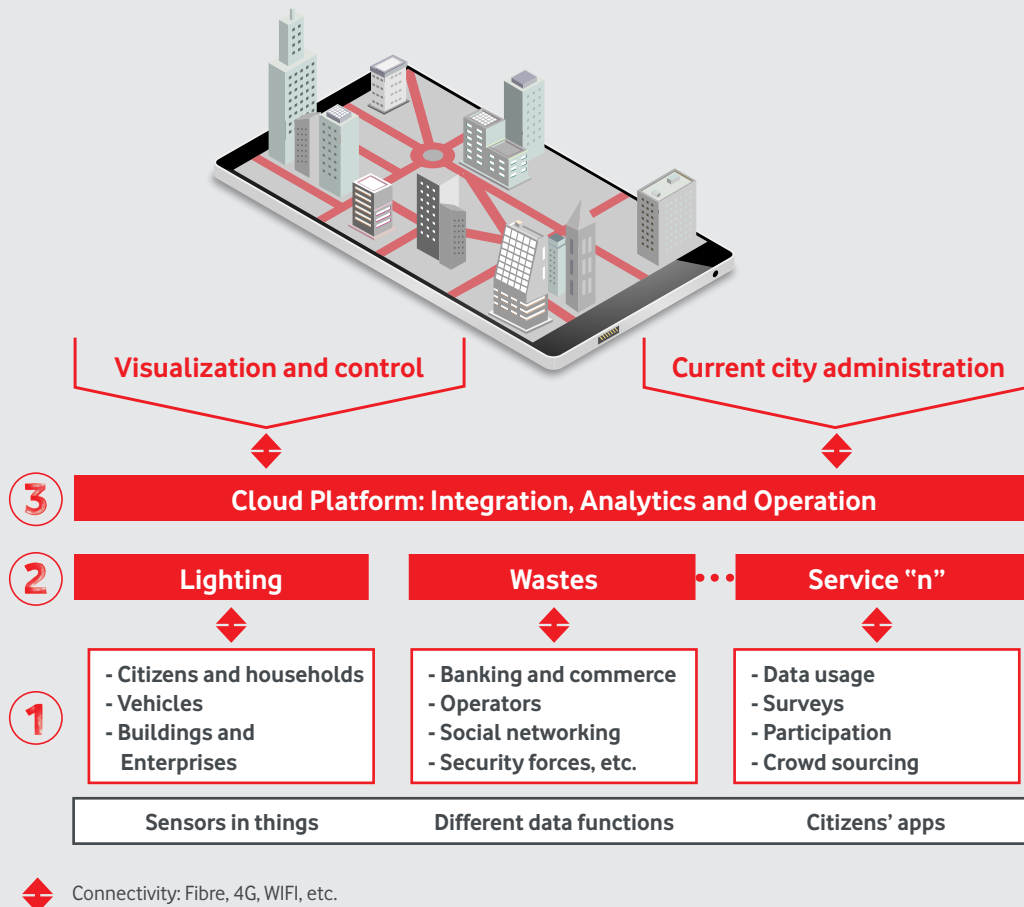 Visualization and control
Current city administration
3
Cloud Platform: Integration, Analytics and Operation
2
Lighting
Wastes
Service “n”
1
- Citizens and households
- Vehicles
- Buildings and
Enterprises
- Banking and commerce
- Operators
- Social networking
- Security forces, etc.
- Data usage
- Surveys
- Participation
- Crowd sourcing
Sensors in things
Different data functions
Citizens’ apps
Connectivity: Fibre, 4G, WIFI, etc.